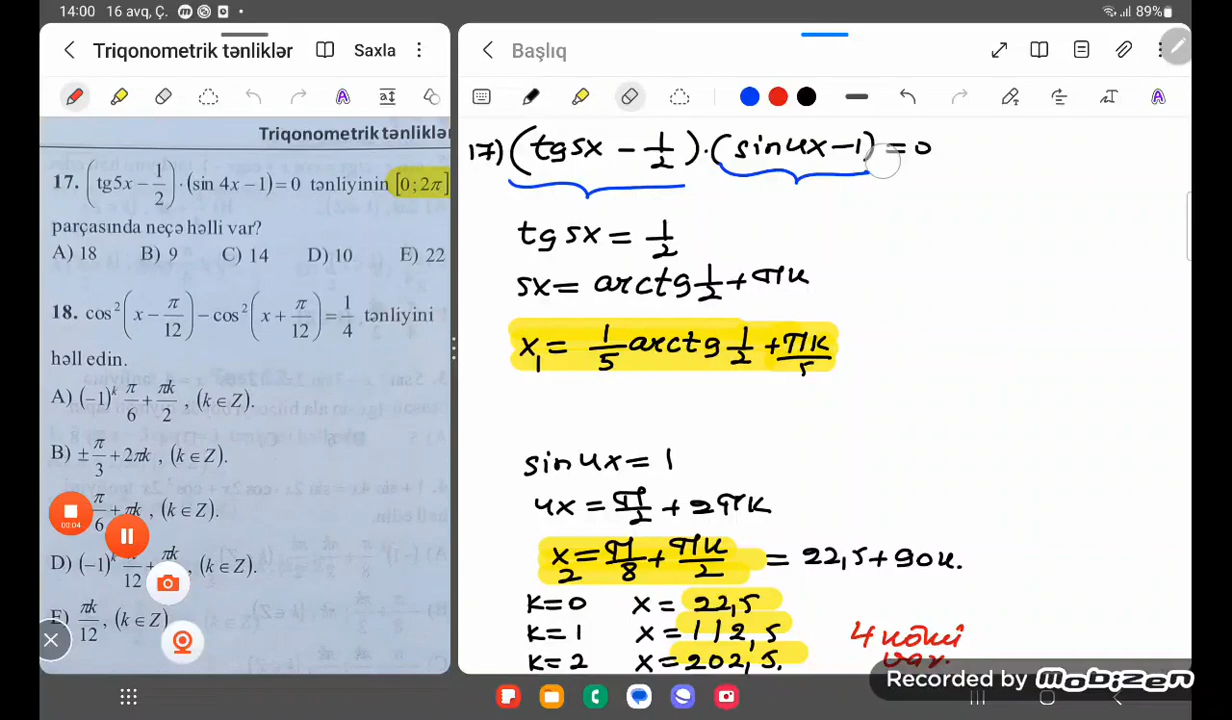 14:00 16 avq, Ç. 89%
Triqonometrik tənliklər Saxla
Başlıq
Triqonometrik tənliklər
17. (tg5x − 1/2) · (sin 4x − 1) = 0 tənliyinin [0 ; 2π]
parçasında neçə həlli var?
A) 18 B) 9 C) 14 D) 10 E) 22
18. cos²(x − π/12) − cos²(x + π/12) = 1/4 tənliyini
həll edin.
A) (−1)ᵏ π/6 + πk/2 , (k ∈ Z).
B) ± π/3 + 2πk , (k ∈ Z).
π/6 + πk , (k ∈ Z).
D) (−1)ᵏ π/12 + πk/2 , (k ∈ Z).
E) πk/12 , (k ∈ Z)
00:04
17) (tg5x − 1/2) · (sin4x − 1) = 0
tg5x = 1/2
5x = arctg 1/2 + πk
x₁ = 1/5 arctg 1/2 + πk/5
sin4x = 1
4x = π/2 + 2πk
x₂ = π/8 + πk/2 = 22,5 + 90k.
k=0 x = 22,5
k=1 x = 112,5
k=2 x = 202,5.
4 kökü
var.
Recorded by mobizen